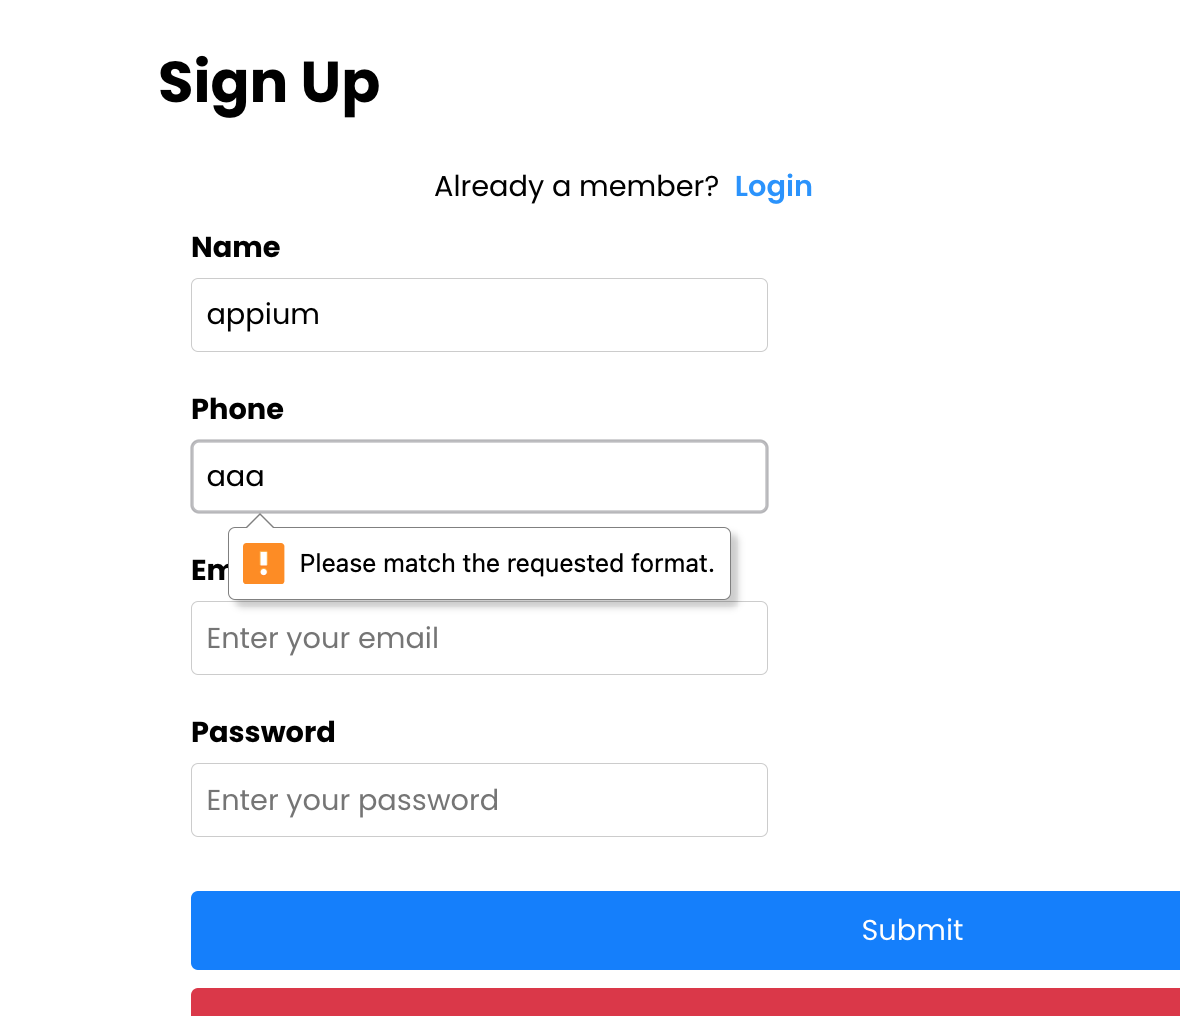 Sign Up
Already a member? Login
Name
appium
Phone
aaa
Please match the requested format.
Em
Enter your email
Password
Enter your password
Submit